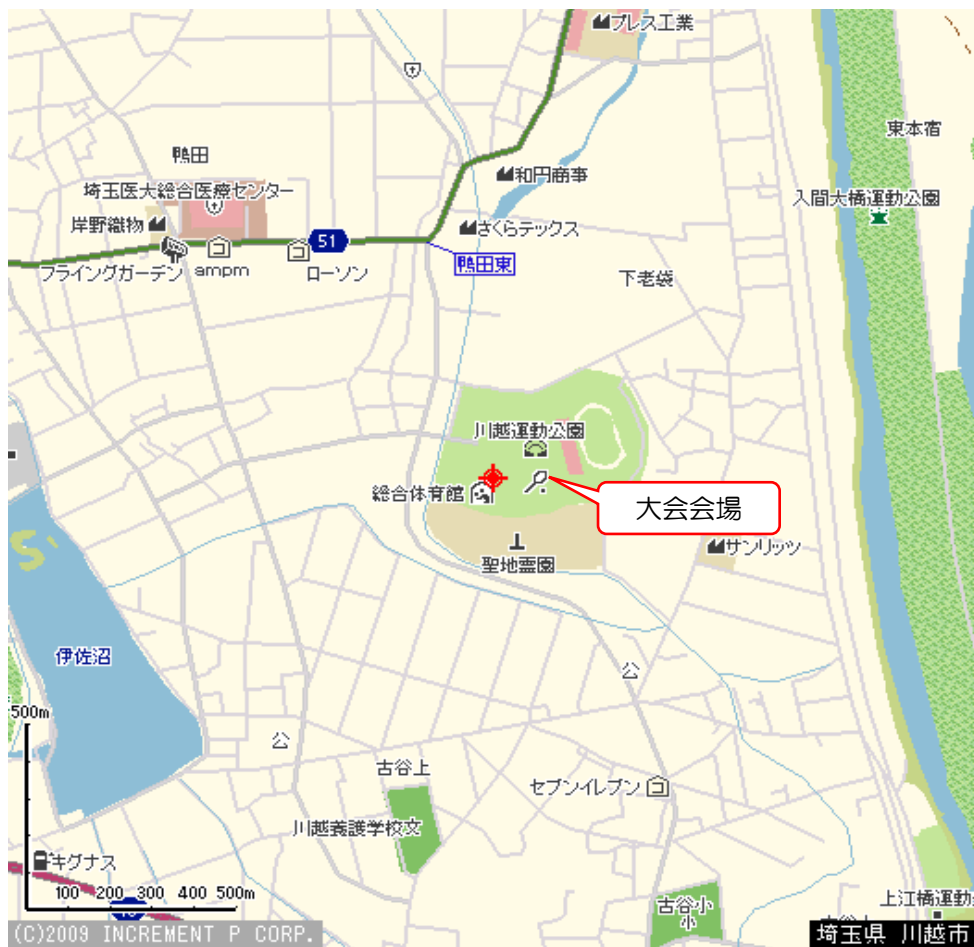 プレス工業
東本宿
鴨田
和円商事
埼玉医大総合医療センター
入間大橋運動公園
岸野織物
さくらテックス
51
フライングガーデン
ampm
ローソン
鴨田東
下老袋
川越運動公園
総合体育館
大会会場
サンリッツ
聖地霊園
伊佐沼
公
500m
公
古谷上
セブンイレブン
川越養護学校文
キグナス
100 200 300 400 500m
古谷小
小
上江橋運動
(C)2009 INCREMENT P CORP.
埼玉県 川越市